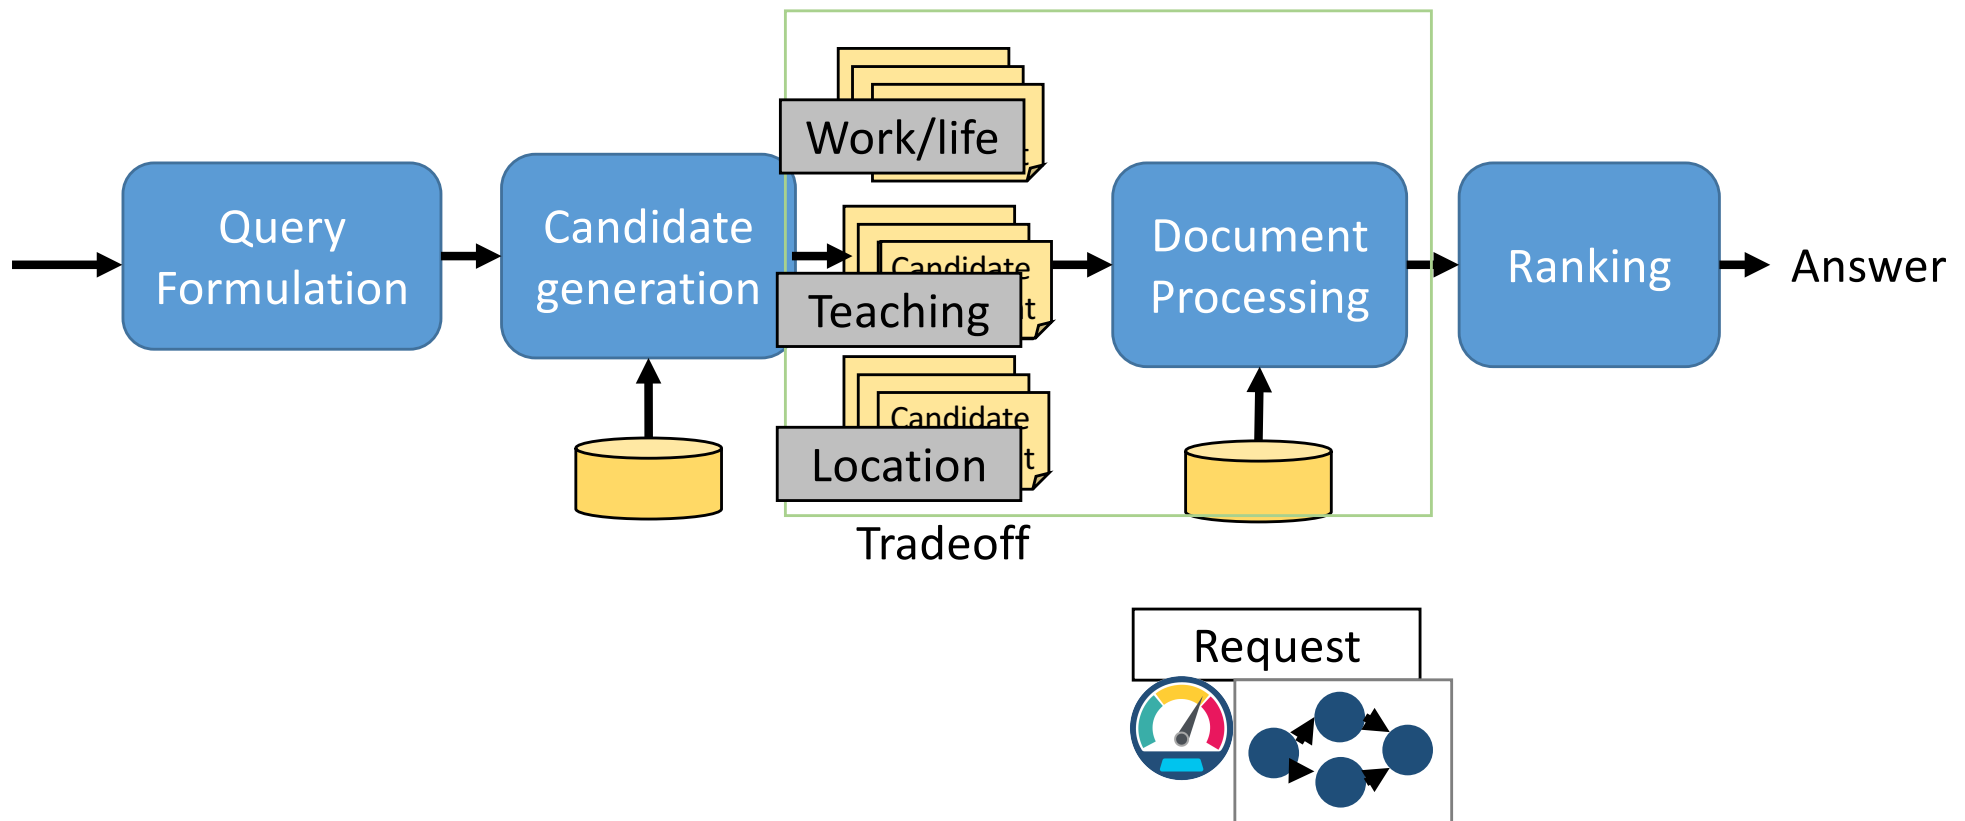 Work/life
Query
Formulation
Candidate
generation
Candidate
Teaching
Document
Processing
Ranking
Answer
Candidate
Location
Tradeoff
Request